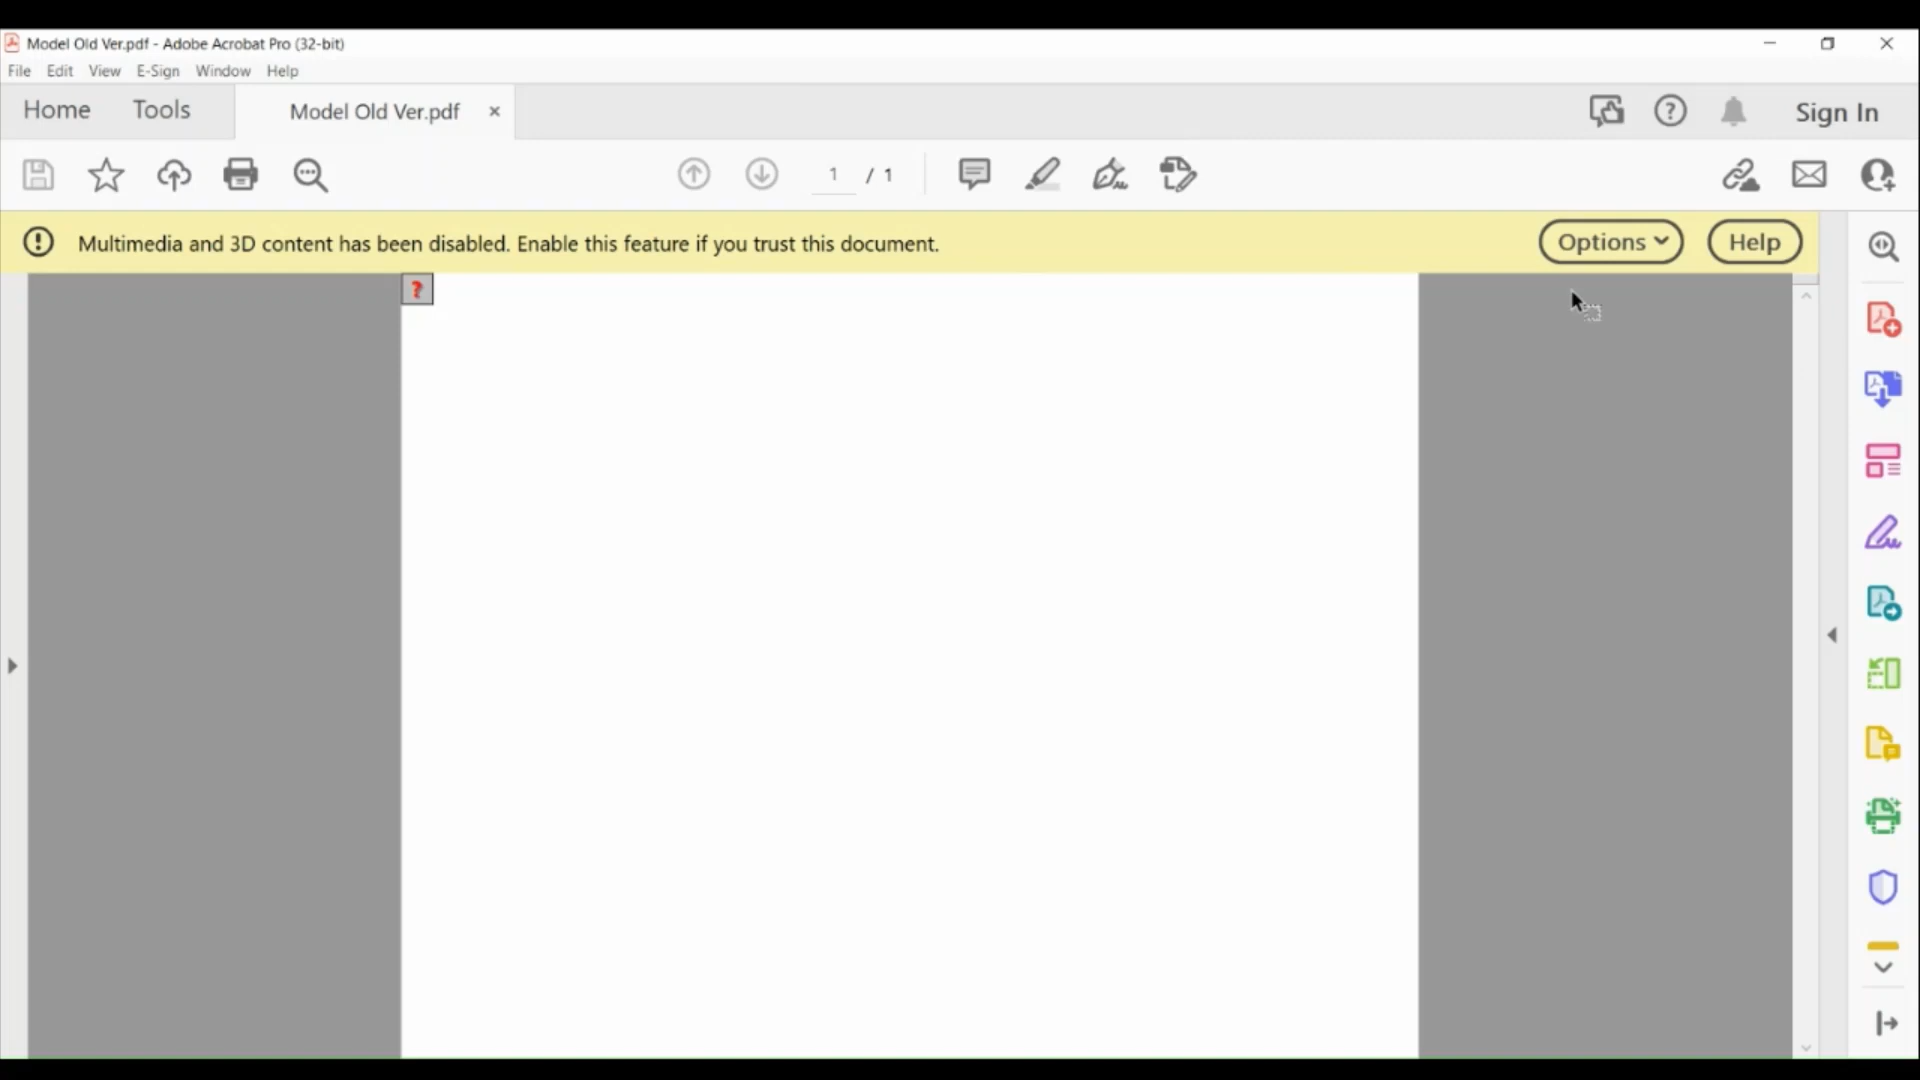 Model Old Ver.pdf - Adobe Acrobat Pro (32-bit)
File Edit View E-Sign Window Help
Home Tools Model Old Ver.pdf × Sign In
1 / 1
Multimedia and 3D content has been disabled. Enable this feature if you trust this document. Options Help
?